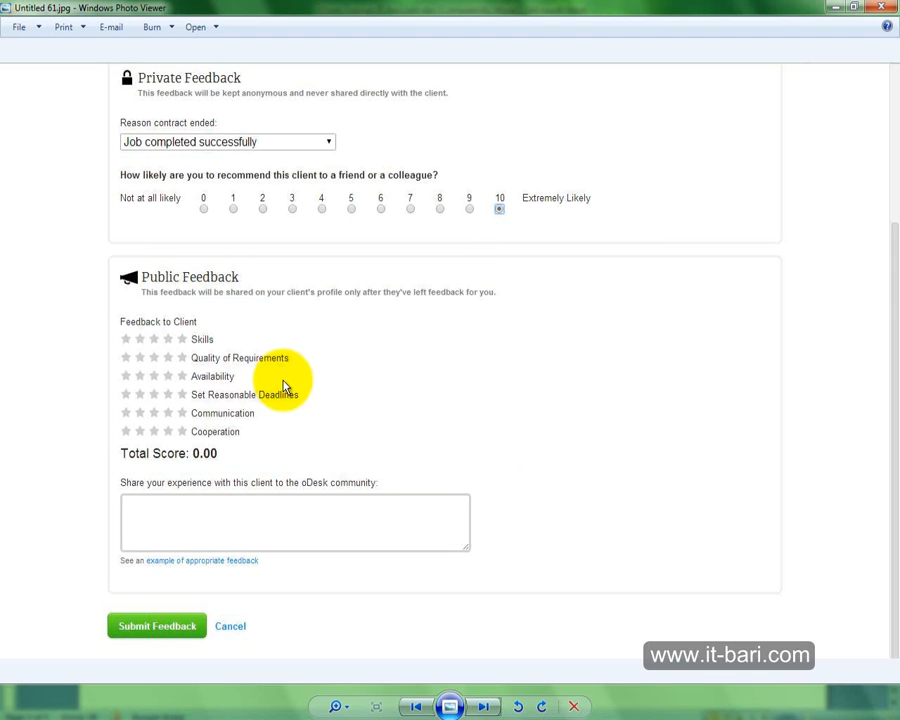 Untitled 61.jpg - Windows Photo Viewer
File Print E-mail Burn Open
Private Feedback
This feedback will be kept anonymous and never shared directly with the client.
Reason contract ended:
Job completed successfully
How likely are you to recommend this client to a friend or a colleague?
Not at all likely 0 1 2 3 4 5 6 7 8 9 10 Extremely Likely
Public Feedback
This feedback will be shared on your client's profile only after they've left feedback for you.
Feedback to Client
Skills
Quality of Requirements
Availability
Set Reasonable Deadlines
Communication
Cooperation
Total Score: 0.00
Share your experience with this client to the oDesk community:
See an example of appropriate feedback
Submit Feedback Cancel
www.it-bari.com